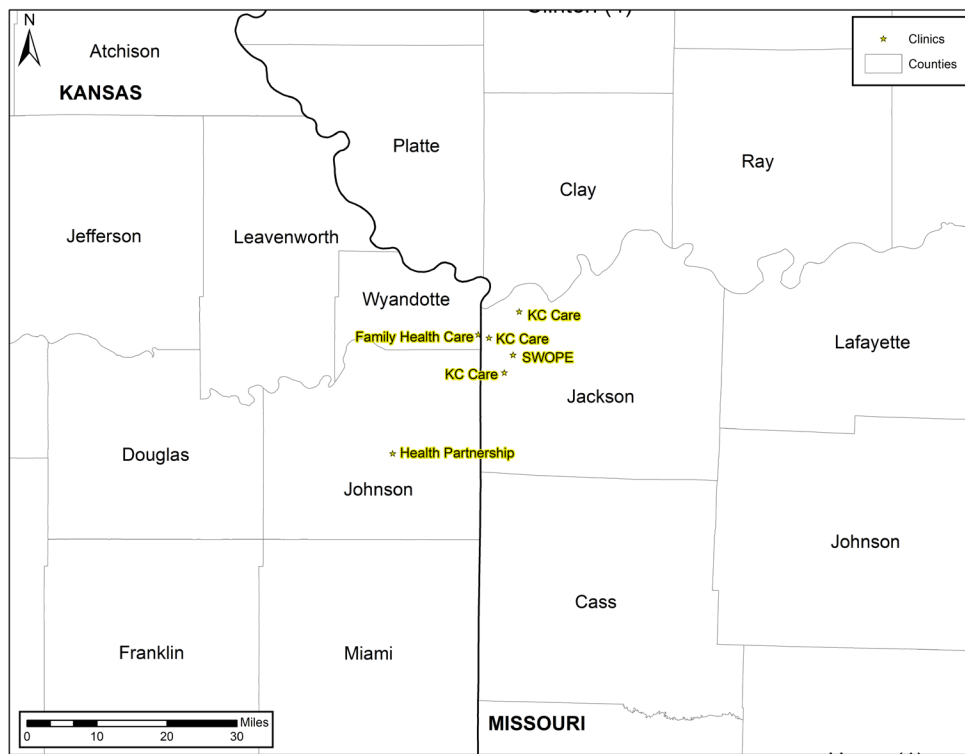 N
Atchison
KANSAS
Clinics
Counties
Platte
Clay
Ray
Jefferson
Leavenworth
Wyandotte
KC Care
Family Health Care
KC Care
SWOPE
KC Care
Lafayette
Jackson
Douglas
Health Partnership
Johnson
Johnson
Cass
Franklin
Miami
MISSOURI
Miles
0 10 20 30